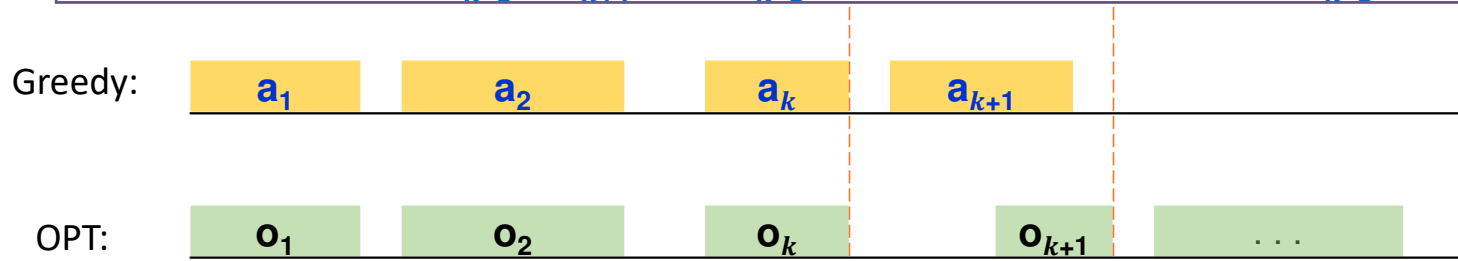 Greedy: a₁ a₂ aₖ aₖ₊₁
OPT: o₁ o₂ oₖ oₖ₊₁ . . .